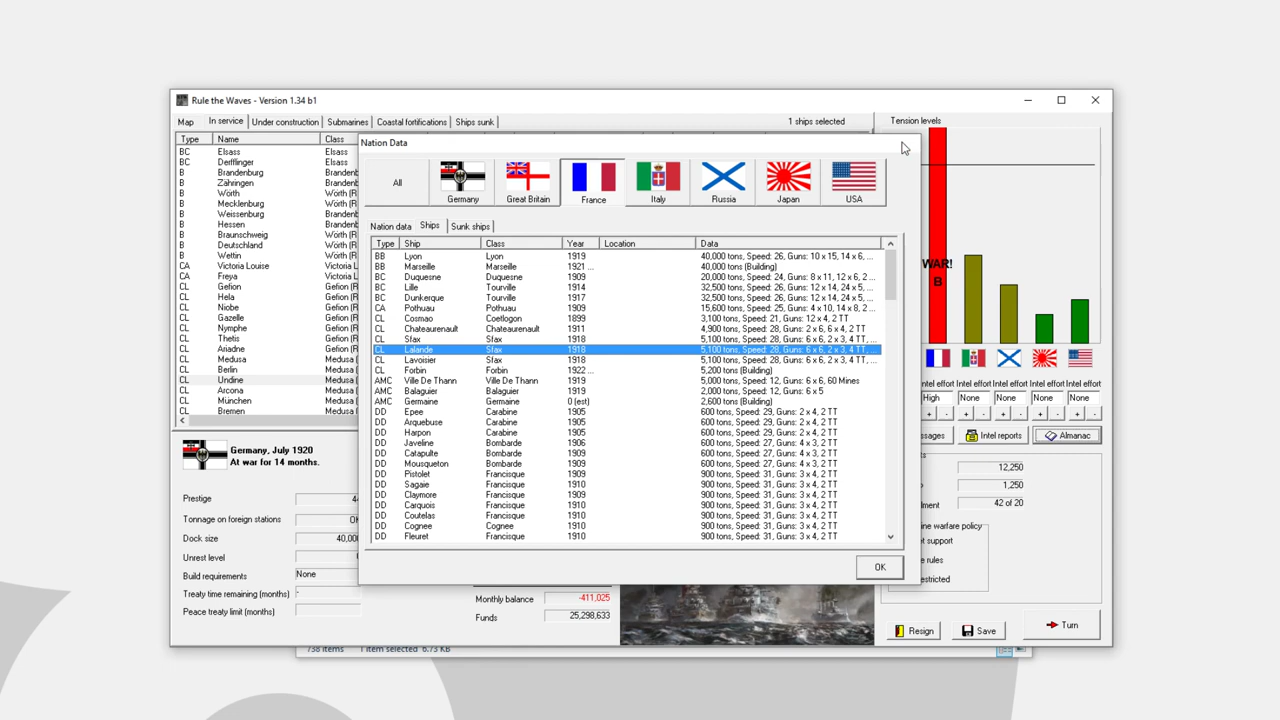 Rule the Waves - Version 1.34 b1
Map In service Under construction Submarines Coastal fortifications Ships sunk 1 ships selected Tension levels
Type Name Class
BC Elsass Elsass
BC Derfflinger Elsass
B Brandenburg Brandenb
B Zähringen Brandenb
B Wörth Wörth (R
B Mecklenburg Brandenb
B Weissenburg Brandenb
B Hessen Brandenb
B Braunschweig Wörth (R
B Deutschland Wörth (R
B Wettin Wörth (R
CA Victoria Louise Victoria L
CA Freya Victoria L
CL Gefion Gefion (R
CL Hela Gefion (R
CL Niobe Gefion (R
CL Gazelle Gefion (R
CL Nymphe Gefion (R
CL Thetis Gefion (R
CL Ariadne Gefion (R
CL Medusa Medusa (
CL Berlin Medusa (
CL Undine Medusa (
CL Arcona Medusa (
CL München Medusa (
CL Bremen Medusa (
Nation Data
All Germany Great Britain France Italy Russia Japan USA
Nation data Ships Sunk ships
Type Ship Class Year Location Data
BB Lyon Lyon 1919 40,000 tons, Speed: 26, Guns: 10 x 15, 14 x 6, ...
BB Marseille Marseille 1921 ... 40,000 tons (Building)
BC Duquesne Duquesne 1909 20,000 tons, Speed: 24, Guns: 8 x 11, 12 x 6, 2 ...
BC Lille Tourville 1914 32,500 tons, Speed: 26, Guns: 12 x 14, 24 x 5, ...
BC Dunkerque Tourville 1917 32,500 tons, Speed: 26, Guns: 12 x 14, 24 x 5, ...
CA Pothuau Pothuau 1909 15,600 tons, Speed: 25, Guns: 4 x 10, 14 x 8, 2 ...
CL Cosmao Coetlogon 1899 3,100 tons, Speed: 21, Guns: 12 x 4, 2 TT
CL Chateaurenault Chateaurenault 1911 4,900 tons, Speed: 28, Guns: 2 x 6, 6 x 4, 2 TT
CL Sfax Sfax 1918 5,100 tons, Speed: 28, Guns: 6 x 6, 2 x 3, 4 TT, ...
CL Lalande Sfax 1918 5,100 tons, Speed: 28, Guns: 6 x 6, 2 x 3, 4 TT, ...
CL Lavoisier Sfax 1918 5,100 tons, Speed: 28, Guns: 6 x 6, 2 x 3, 4 TT, ...
CL Forbin Forbin 1922 ... 5,200 tons (Building)
AMC Ville De Thann Ville De Thann 1919 5,000 tons, Speed: 12, Guns: 6 x 6, 60 Mines
AMC Balaguier Balaguier 1919 2,000 tons, Speed: 12, Guns: 6 x 5
AMC Germaine Germaine 0 (est) 2,600 tons (Building)
DD Epee Carabine 1905 600 tons, Speed: 29, Guns: 2 x 4, 2 TT
DD Arquebuse Carabine 1905 600 tons, Speed: 29, Guns: 2 x 4, 2 TT
DD Harpon Carabine 1905 600 tons, Speed: 29, Guns: 2 x 4, 2 TT
DD Javeline Bombarde 1906 600 tons, Speed: 27, Guns: 4 x 3, 2 TT
DD Catapulte Bombarde 1909 600 tons, Speed: 27, Guns: 4 x 3, 2 TT
DD Mousqueton Bombarde 1909 600 tons, Speed: 27, Guns: 4 x 3, 2 TT
DD Pistolet Francisque 1909 900 tons, Speed: 31, Guns: 3 x 4, 2 TT
DD Sagaie Francisque 1910 900 tons, Speed: 31, Guns: 3 x 4, 2 TT
DD Claymore Francisque 1910 900 tons, Speed: 31, Guns: 3 x 4, 2 TT
DD Carquois Francisque 1910 900 tons, Speed: 31, Guns: 3 x 4, 2 TT
DD Coutelas Francisque 1910 900 tons, Speed: 31, Guns: 3 x 4, 2 TT
DD Cognee Cognee 1910 900 tons, Speed: 31, Guns: 3 x 4, 2 TT
DD Fleuret Francisque 1910 900 tons, Speed: 31, Guns: 3 x 4, 2 TT
OK
WAR!
B
Intel effort Intel effort Intel effort Intel effort Intel effort
High None None None None
+ - + - + - + - + -
ssages Intel reports Almanac
12,250
1,250
lment 42 of 20
ine warfare policy
t support
e rules
estricted
Germany, July 1920
At war for 14 months.
Prestige 44
Tonnage on foreign stations OK
Dock size 40,00
Unrest level
Build requirements None
Treaty time remaining (months) -
Peace treaty limit (months)
Monthly balance -411,025
Funds 25,298,633
Resign Save Turn
738 items 1 item selected 6.73 KB